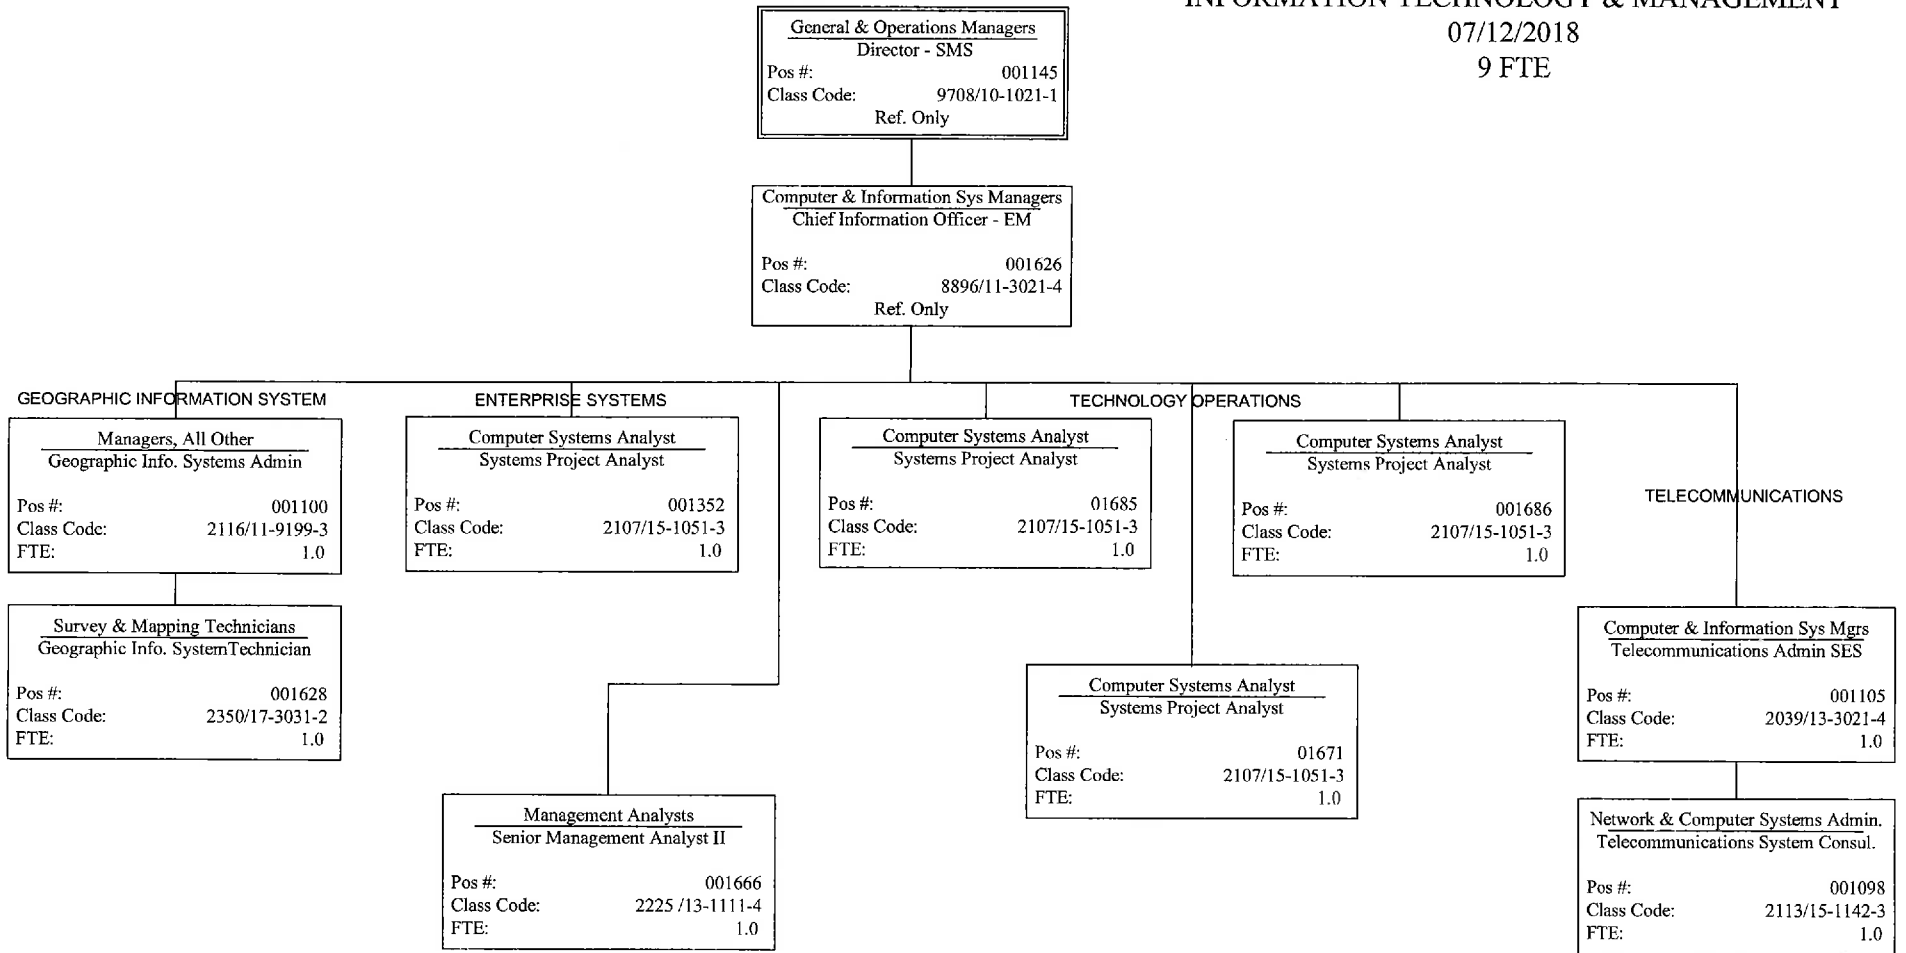 INFORMATION TECHNOLOGY & MANAGEMENT
07/12/2018
9 FTE
General & Operations Managers
Director - SMS
Pos #: 001145
Class Code: 9708/10-1021-1
Ref. Only
Computer & Information Sys Managers
Chief Information Officer - EM
Pos #: 001626
Class Code: 8896/11-3021-4
Ref. Only
GEOGRAPHIC INFORMATION SYSTEM
Managers, All Other
Geographic Info. Systems Admin
Pos #: 001100
Class Code: 2116/11-9199-3
FTE: 1.0
Survey & Mapping Technicians
Geographic Info. SystemTechnician
Pos #: 001628
Class Code: 2350/17-3031-2
FTE: 1.0
ENTERPRISE SYSTEMS
Computer Systems Analyst
Systems Project Analyst
Pos #: 001352
Class Code: 2107/15-1051-3
FTE: 1.0
Management Analysts
Senior Management Analyst II
Pos #: 001666
Class Code: 2225 /13-1111-4
FTE: 1.0
TECHNOLOGY OPERATIONS
Computer Systems Analyst
Systems Project Analyst
Pos #: 01685
Class Code: 2107/15-1051-3
FTE: 1.0
Computer Systems Analyst
Systems Project Analyst
Pos #: 001686
Class Code: 2107/15-1051-3
FTE: 1.0
Computer Systems Analyst
Systems Project Analyst
Pos #: 01671
Class Code: 2107/15-1051-3
FTE: 1.0
TELECOMMUNICATIONS
Computer & Information Sys Mgrs
Telecommunications Admin SES
Pos #: 001105
Class Code: 2039/13-3021-4
FTE: 1.0
Network & Computer Systems Admin.
Telecommunications System Consul.
Pos #: 001098
Class Code: 2113/15-1142-3
FTE: 1.0